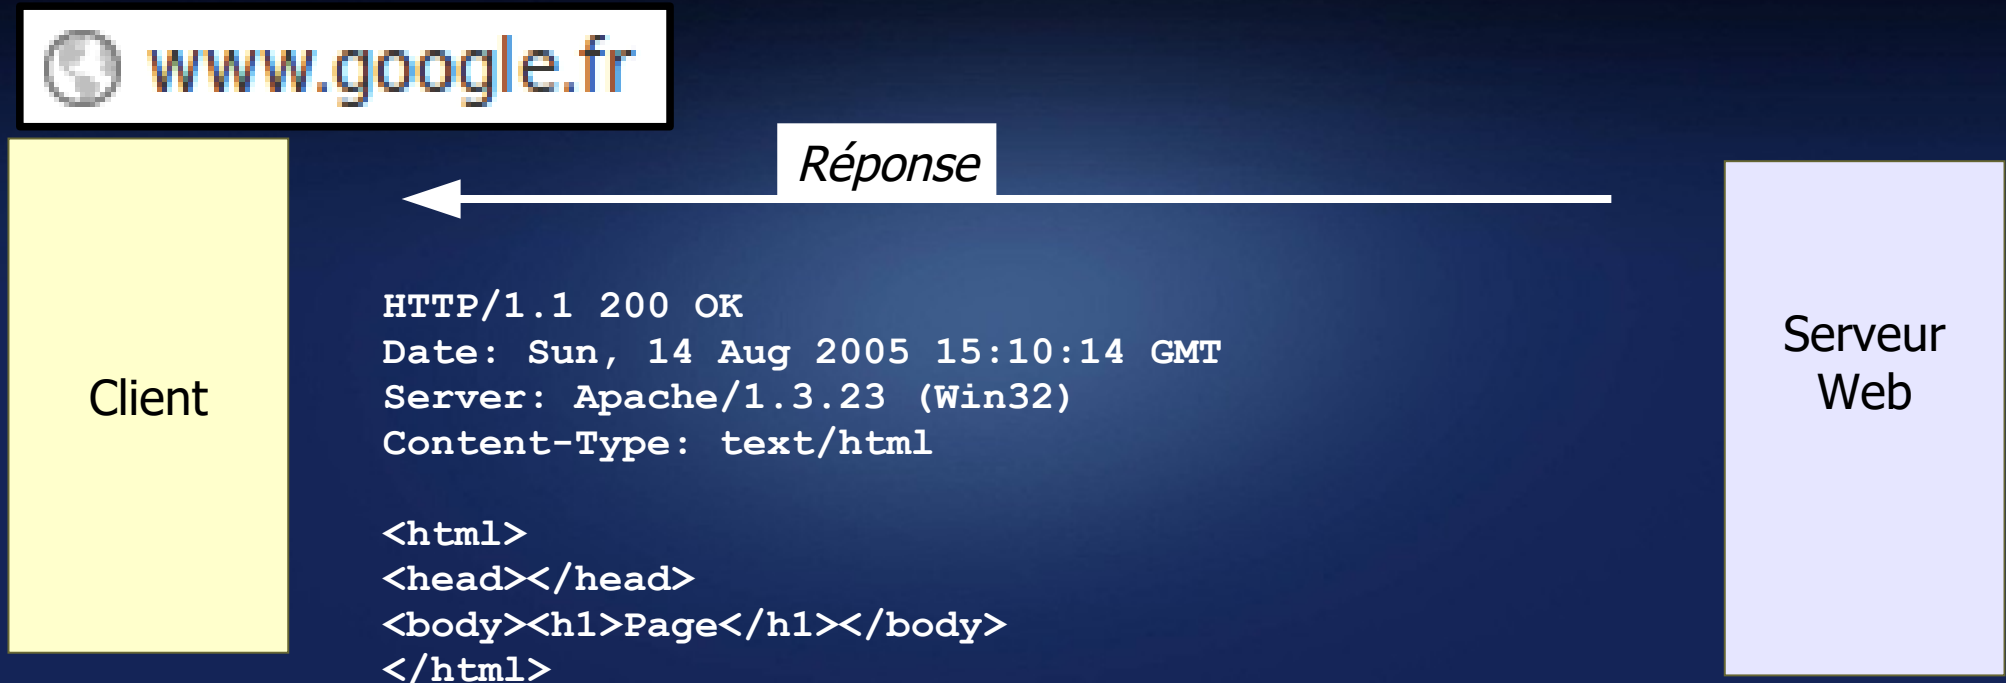 www.google.fr
Réponse
Client
HTTP/1.1 200 OK
Date: Sun, 14 Aug 2005 15:10:14 GMT
Server: Apache/1.3.23 (Win32)
Content-Type: text/html
<html>
<head></head>
<body><h1>Page</h1></body>
</html>
Serveur
Web